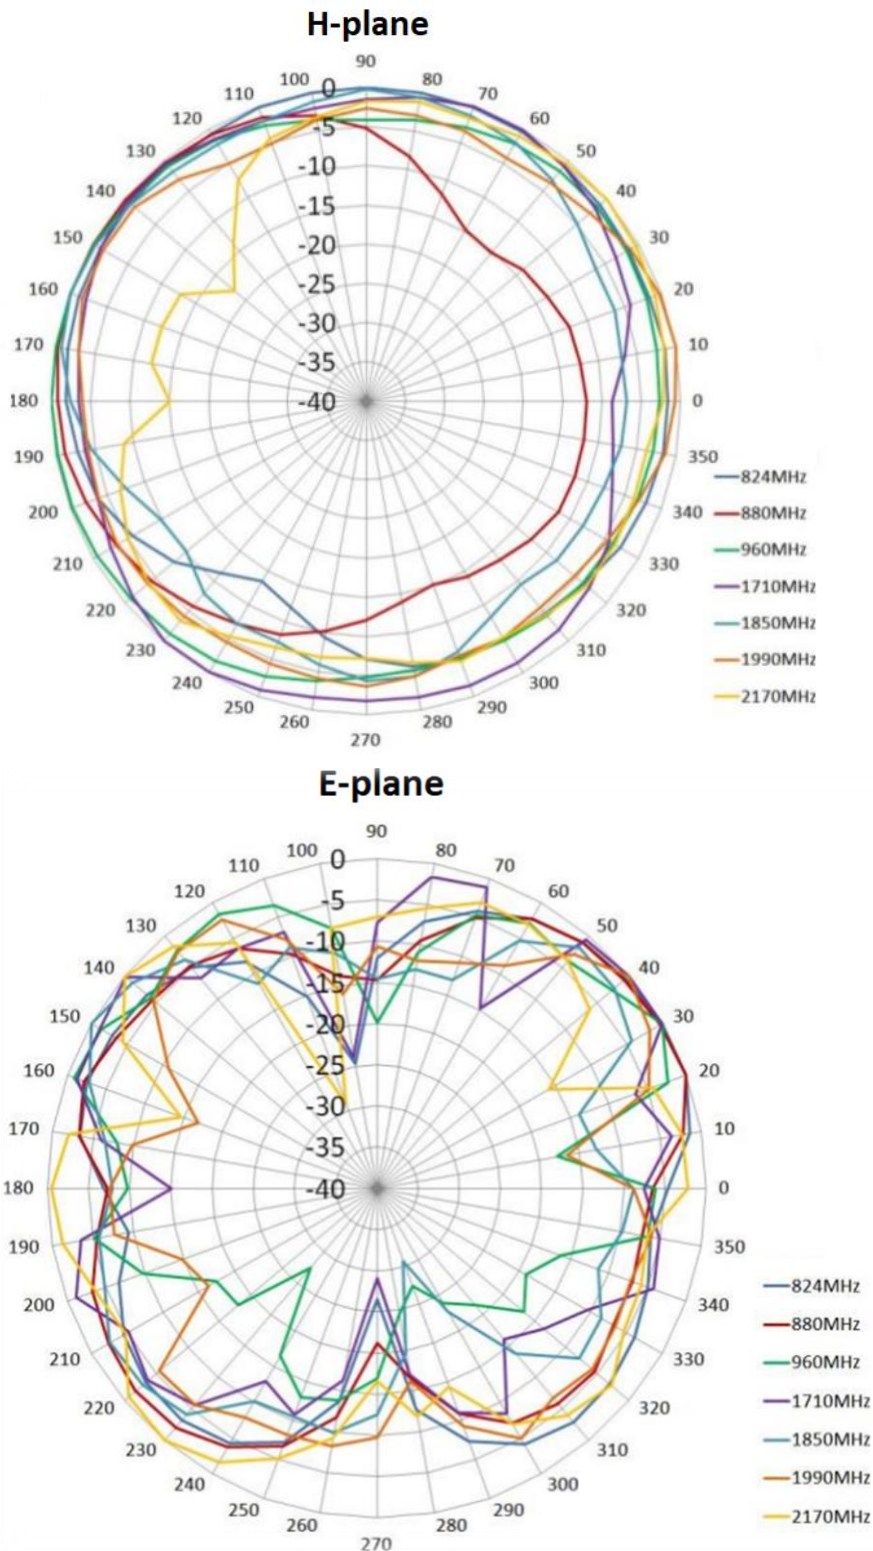 H-plane
90
100 0 80
110 70
120 -5 60
130 -10 50
140 -15 40
150 -20 30
160 -25 20
-30
170 -35 10
180 -40 0
190 350
824MHz
200 880MHz 340
210 960MHz 330
1710MHz
220 1850MHz 320
230 1990MHz 310
240 2170MHz 300
250 290
260 280
270
E-plane
90
100 0 80
110 70
120 -5 60
130 -10 50
140 -15 40
150 -20 30
160 -25 20
-30
170 -35 10
180 -40 0
190 350
824MHz
200 340
880MHz
210 960MHz 330
220 1710MHz 320
230 1850MHz 310
240 1990MHz 300
250 2170MHz 290
260 280
270